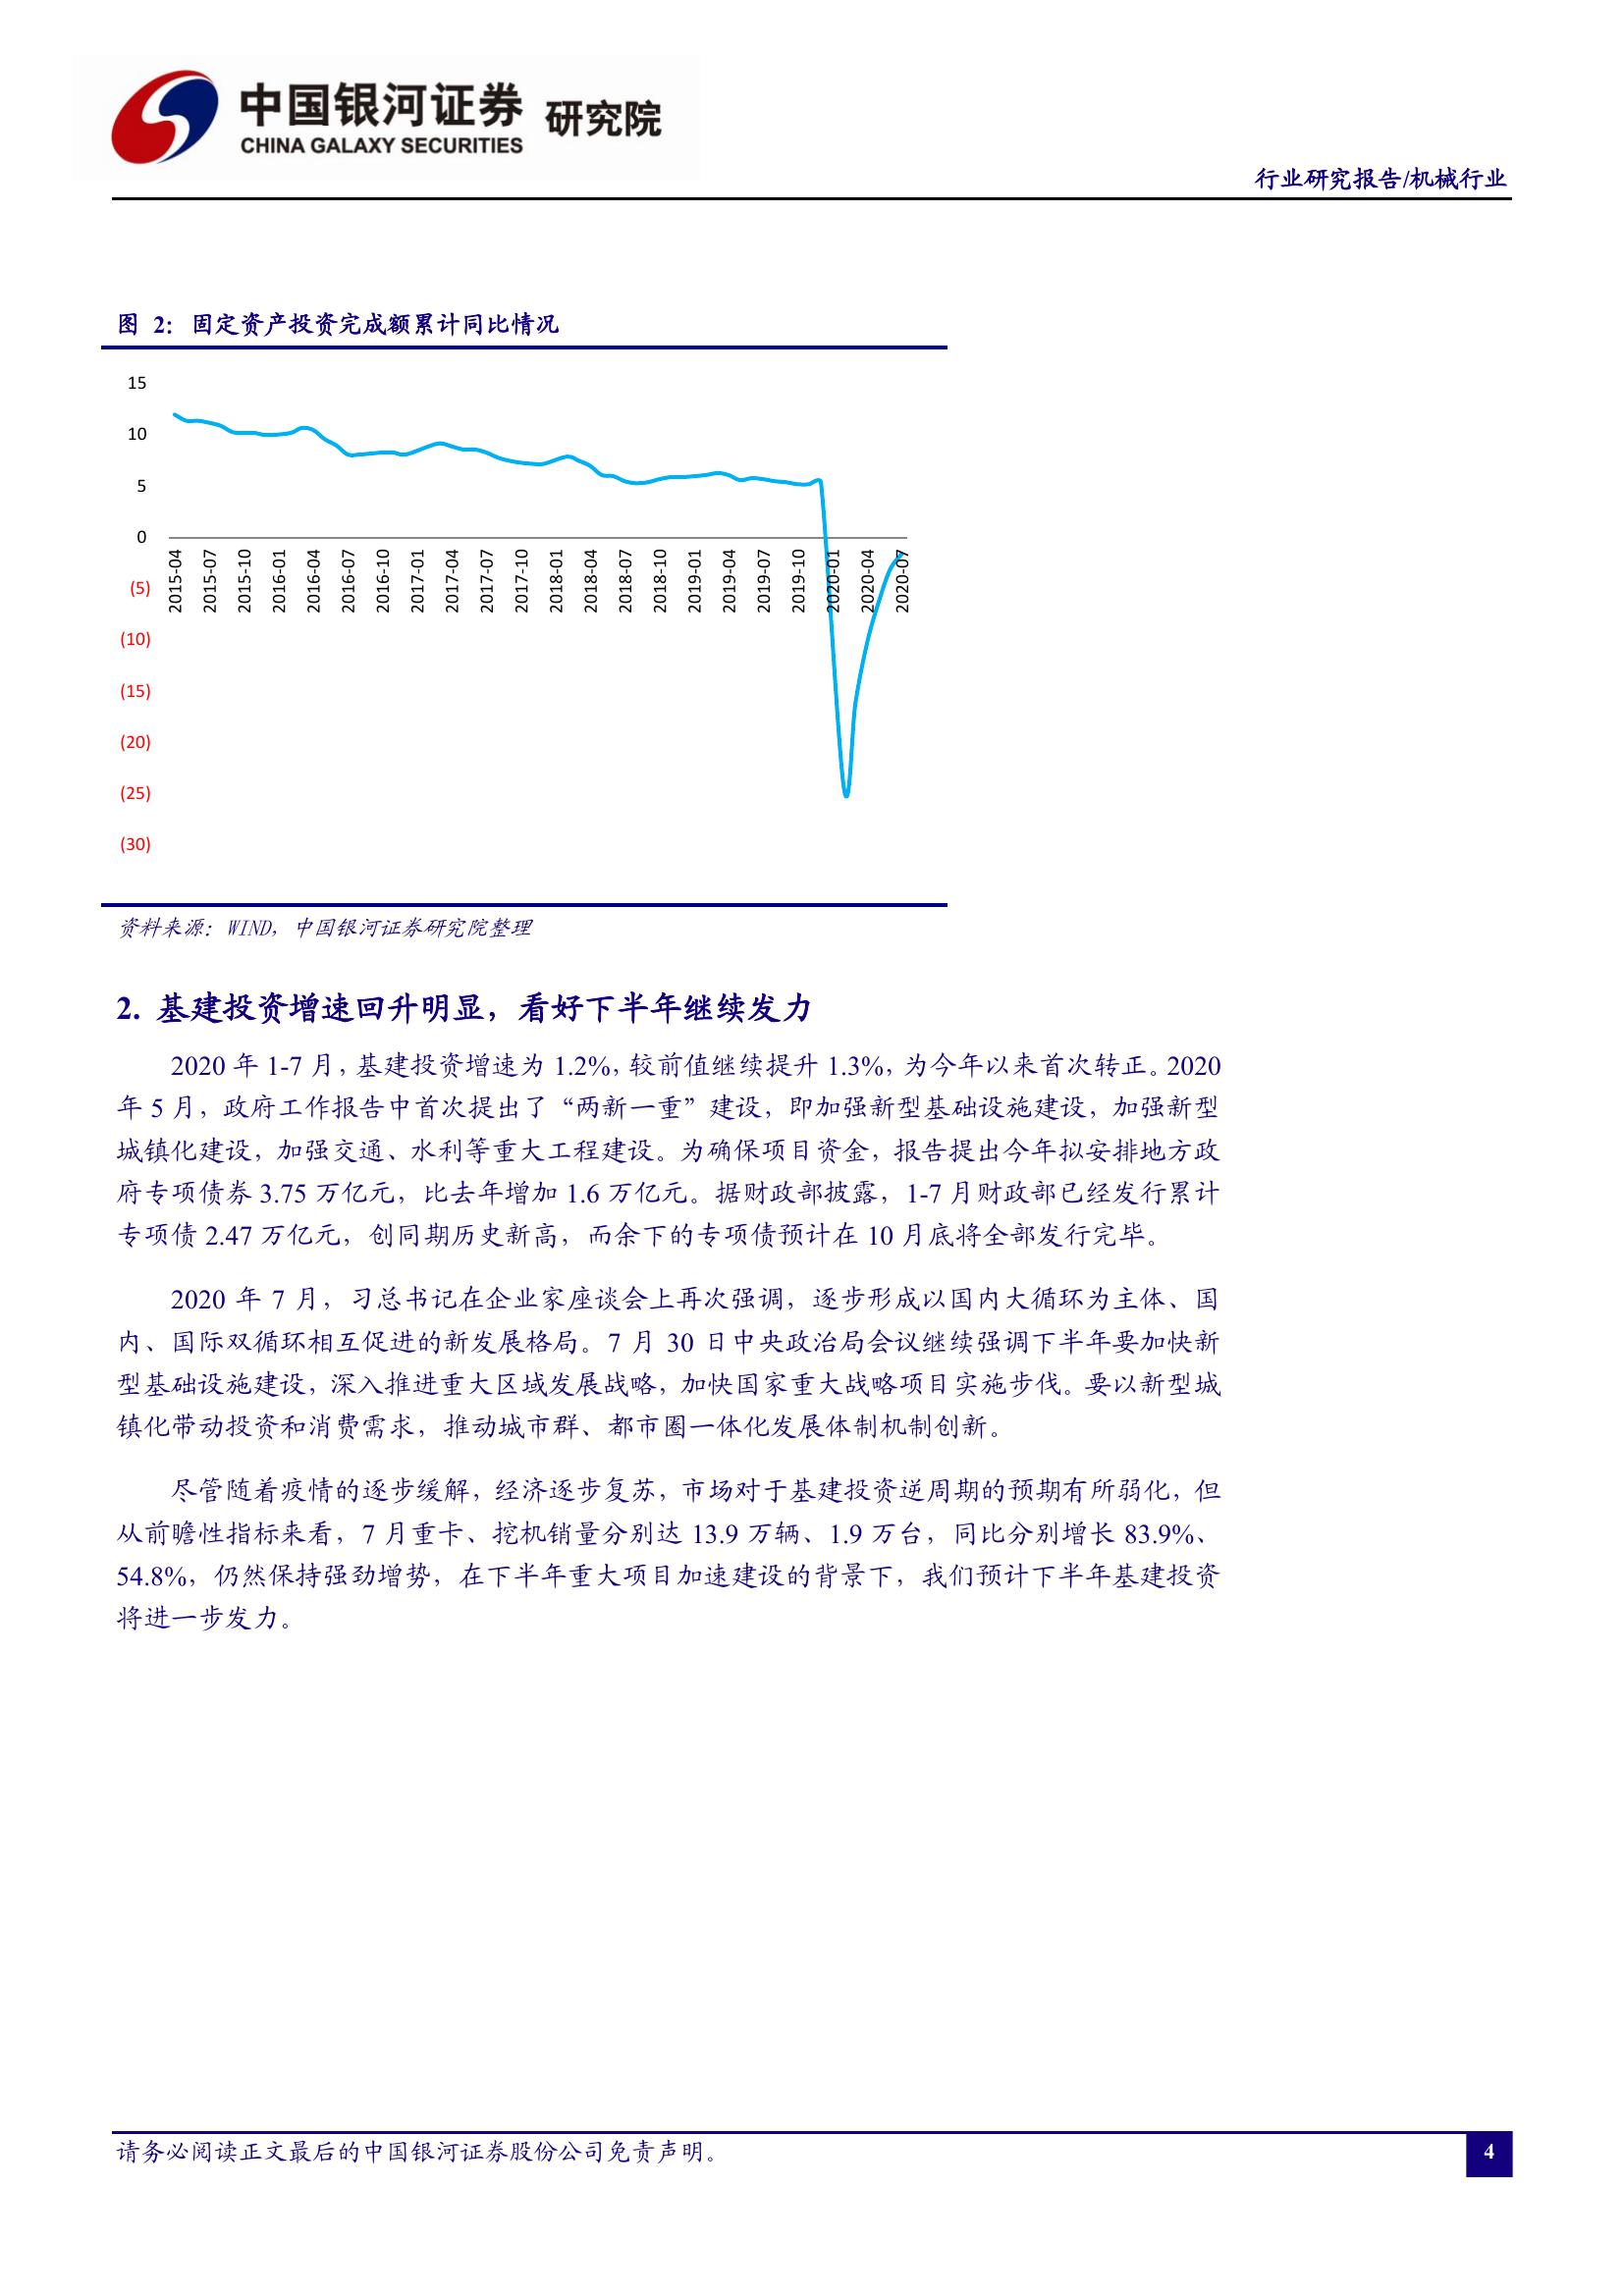 中国银河证券 研究院
CHINA GALAXY SECURITIES
行业研究报告/机械行业
图 2：固定资产投资完成额累计同比情况
15
10
5
0
(5)
(10)
(15)
(20)
(25)
(30)
2015-04
2015-07
2015-10
2016-01
2016-04
2016-07
2016-10
2017-01
2017-04
2017-07
2017-10
2018-01
2018-04
2018-07
2018-10
2019-01
2019-04
2019-07
2019-10
2020-01
2020-04
2020-07
资料来源：WIND，中国银河证券研究院整理
2. 基建投资增速回升明显，看好下半年继续发力
2020 年 1-7 月，基建投资增速为 1.2%，较前值继续提升 1.3%，为今年以来首次转正。2020
年 5 月，政府工作报告中首次提出了“两新一重”建设，即加强新型基础设施建设，加强新型
城镇化建设，加强交通、水利等重大工程建设。为确保项目资金，报告提出今年拟安排地方政
府专项债券 3.75 万亿元，比去年增加 1.6 万亿元。据财政部披露，1-7 月财政部已经发行累计
专项债 2.47 万亿元，创同期历史新高，而余下的专项债预计在 10 月底将全部发行完毕。
2020 年 7 月，习总书记在企业家座谈会上再次强调，逐步形成以国内大循环为主体、国
内、国际双循环相互促进的新发展格局。7 月 30 日中央政治局会议继续强调下半年要加快新
型基础设施建设，深入推进重大区域发展战略，加快国家重大战略项目实施步伐。要以新型城
镇化带动投资和消费需求，推动城市群、都市圈一体化发展体制机制创新。
尽管随着疫情的逐步缓解，经济逐步复苏，市场对于基建投资逆周期的预期有所弱化，但
从前瞻性指标来看，7 月重卡、挖机销量分别达 13.9 万辆、1.9 万台，同比分别增长 83.9%、
54.8%，仍然保持强劲增势，在下半年重大项目加速建设的背景下，我们预计下半年基建投资
将进一步发力。
请务必阅读正文最后的中国银河证券股份公司免责声明。
4